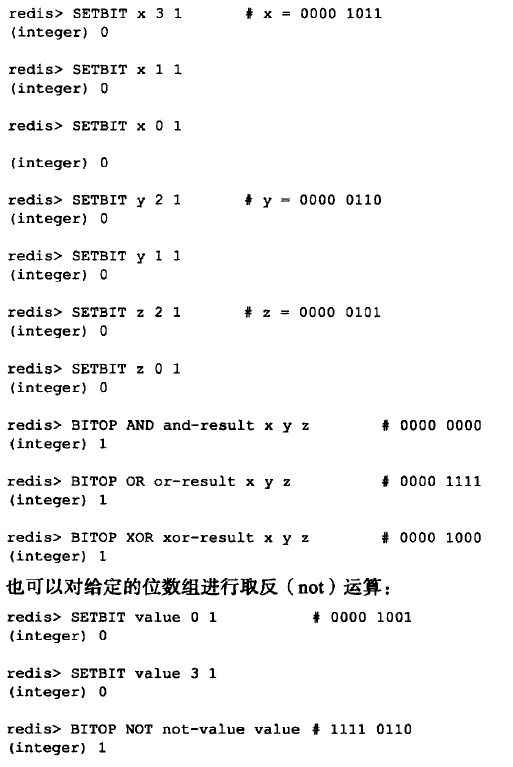 redis> SETBIT x 3 1 # x = 0000 1011
(integer) 0
redis> SETBIT x 1 1
(integer) 0
redis> SETBIT x 0 1
(integer) 0
redis> SETBIT y 2 1 # y = 0000 0110
(integer) 0
redis> SETBIT y 1 1
(integer) 0
redis> SETBIT z 2 1 # z = 0000 0101
(integer) 0
redis> SETBIT z 0 1
(integer) 0
redis> BITOP AND and-result x y z # 0000 0000
(integer) 1
redis> BITOP OR or-result x y z # 0000 1111
(integer) 1
redis> BITOP XOR xor-result x y z # 0000 1000
(integer) 1
也可以对给定的位数组进行取反（not）运算：
redis> SETBIT value 0 1 # 0000 1001
(integer) 0
redis> SETBIT value 3 1
(integer) 0
redis> BITOP NOT not-value value # 1111 0110
(integer) 1